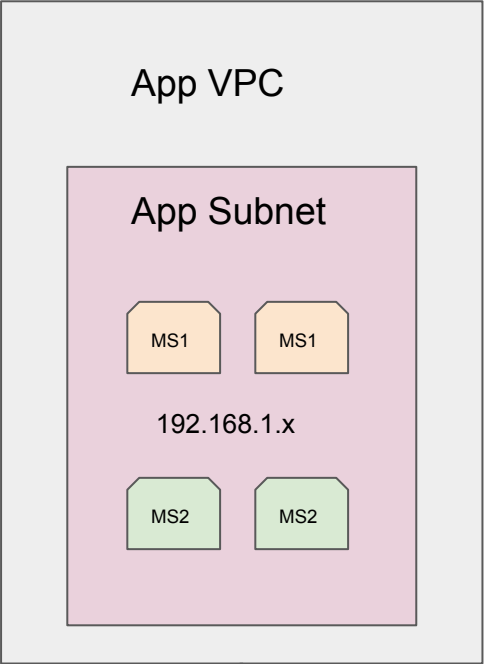 App VPC
App Subnet
MS1 MS1
192.168.1.x
MS2 MS2